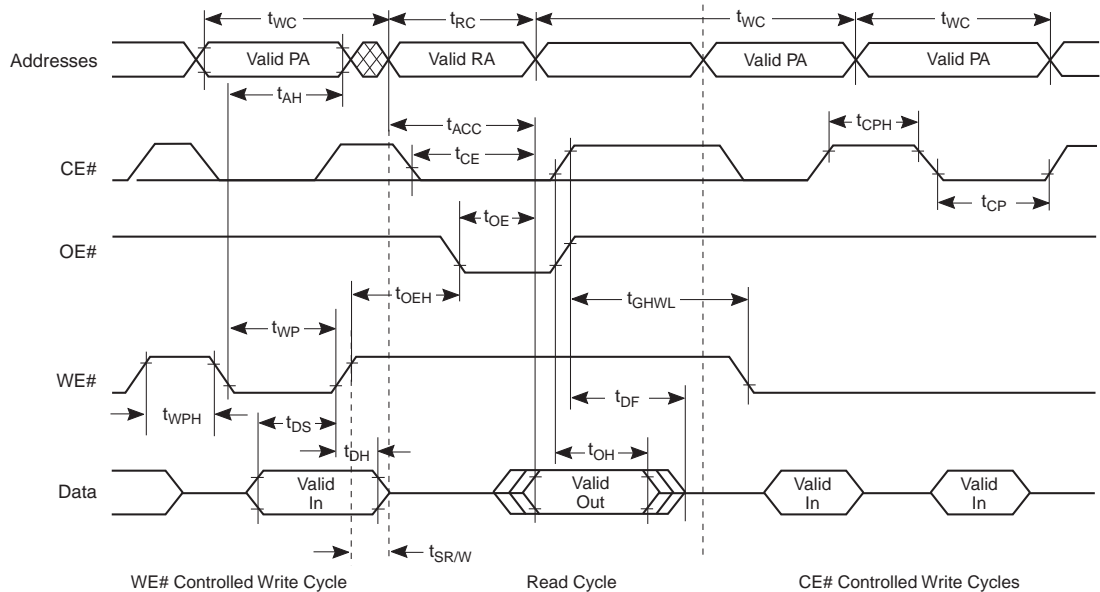 tWC tRC tWC tWC
Addresses Valid PA Valid RA Valid PA Valid PA
tAH
tACC
tCPH
tCE
CE#
tCP
tOE
OE#
tOEH
tGHWL
tWP
WE#
tWPH
tDF
tDS
tDH
tOH
Data
Valid
In
Valid
Out
Valid
In
Valid
In
tSR/W
WE# Controlled Write Cycle Read Cycle CE# Controlled Write Cycles